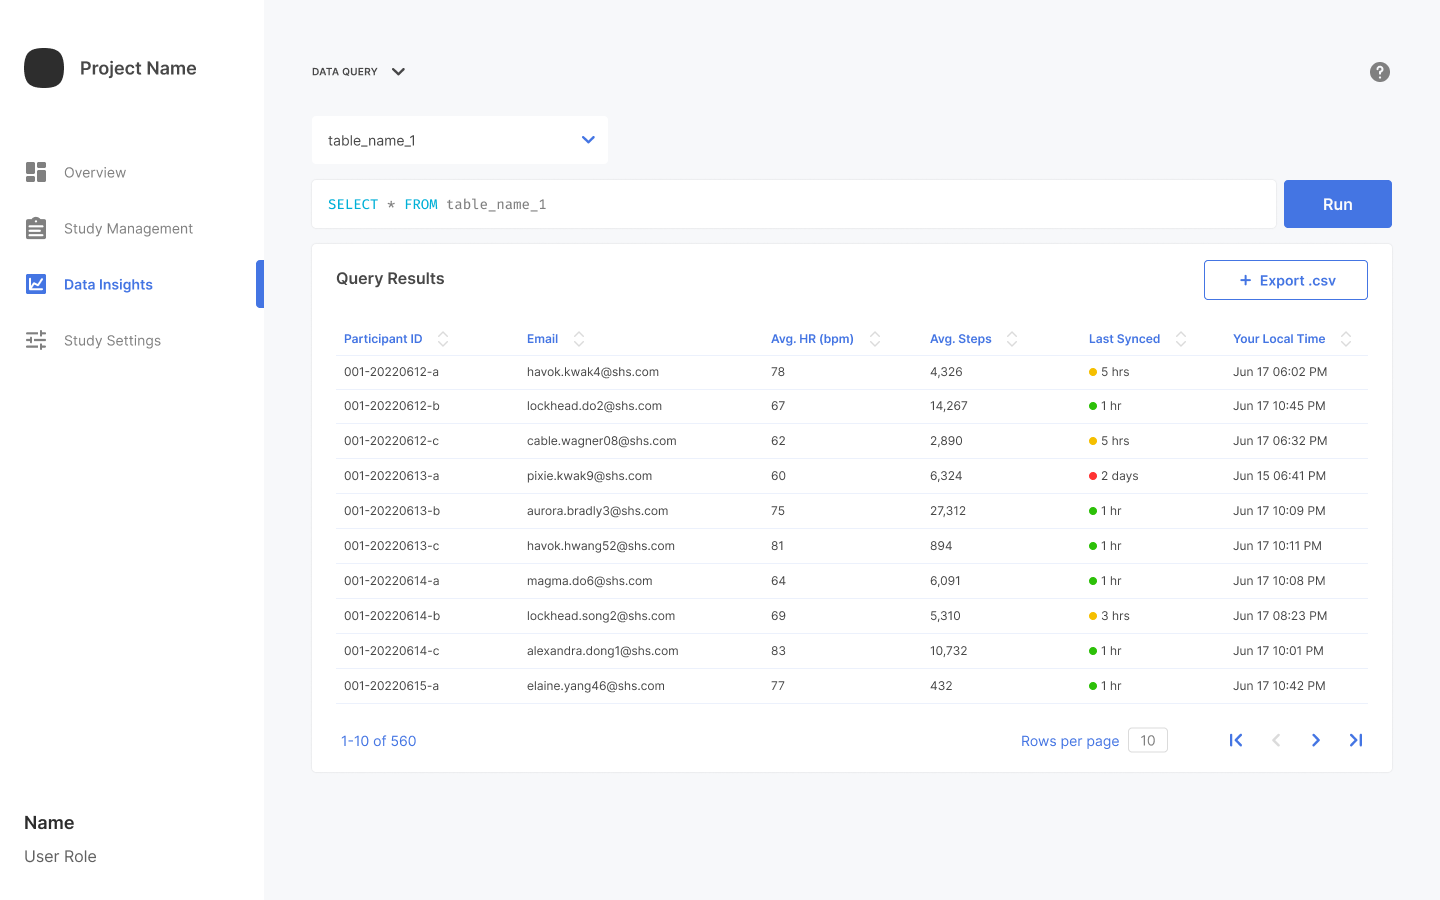 Project Name
Overview
Study Management
Data Insights
Study Settings
Name
User Role
DATA QUERY
?
table_name_1
SELECT * FROM table_name_1
Run
Query Results
+ Export .csv
Participant ID Email Avg. HR (bpm) Avg. Steps Last Synced Your Local Time
001-20220612-a havok.kwak4@shs.com 78 4,326 5 hrs Jun 17 06:02 PM
001-20220612-b lockhead.do2@shs.com 67 14,267 1 hr Jun 17 10:45 PM
001-20220612-c cable.wagner08@shs.com 62 2,890 5 hrs Jun 17 06:32 PM
001-20220613-a pixie.kwak9@shs.com 60 6,324 2 days Jun 15 06:41 PM
001-20220613-b aurora.bradly3@shs.com 75 27,312 1 hr Jun 17 10:09 PM
001-20220613-c havok.hwang52@shs.com 81 894 1 hr Jun 17 10:11 PM
001-20220614-a magma.do6@shs.com 64 6,091 1 hr Jun 17 10:08 PM
001-20220614-b lockhead.song2@shs.com 69 5,310 3 hrs Jun 17 08:23 PM
001-20220614-c alexandra.dong1@shs.com 83 10,732 1 hr Jun 17 10:01 PM
001-20220615-a elaine.yang46@shs.com 77 432 1 hr Jun 17 10:42 PM
1-10 of 560
Rows per page 10